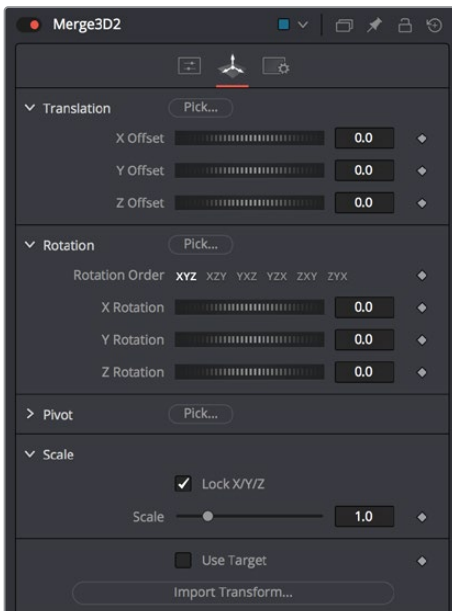 Merge3D2
Translation Pick...
X Offset 0.0
Y Offset 0.0
Z Offset 0.0
Rotation Pick...
Rotation Order XYZ XZY YXZ YZX ZXY ZYX
X Rotation 0.0
Y Rotation 0.0
Z Rotation 0.0
Pivot Pick...
Scale
Lock X/Y/Z
Scale 1.0
Use Target
Import Transform...